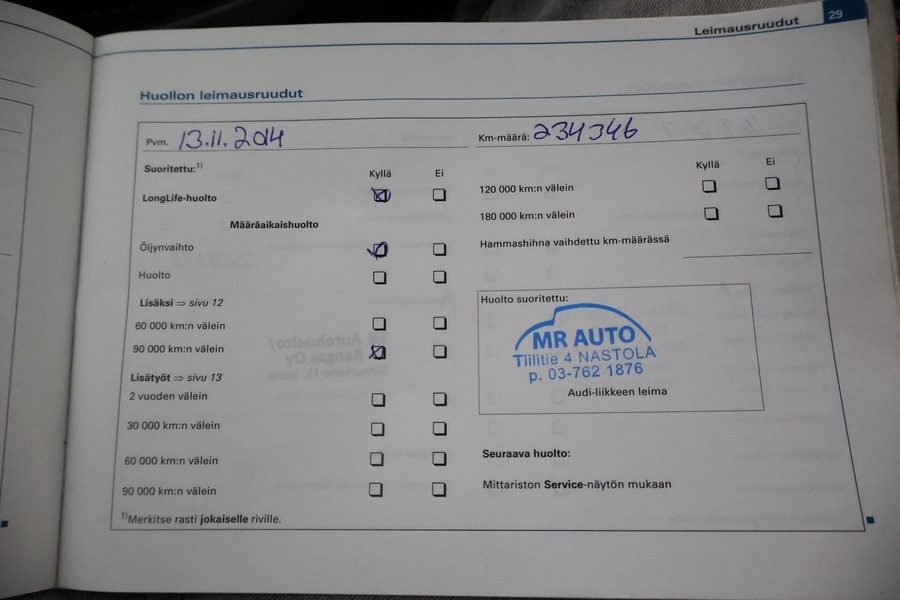 Leimausruudut 29
Huollon leimausruudut
Pvm. 13.11.2014
Km-määrä: 234346
Suoritettu:1)
Kyllä Ei
LongLife-huolto
Määräaikaishuolto
Öljynvaihto
Huolto
Lisäksi ⇒ sivu 12
60 000 km:n välein
90 000 km:n välein
Lisätyöt ⇒ sivu 13
2 vuoden välein
30 000 km:n välein
60 000 km:n välein
90 000 km:n välein
1)Merkitse rasti jokaiselle riville.
Kyllä Ei
120 000 km:n välein
180 000 km:n välein
Hammashihna vaihdettu km-määrässä
Huolto suoritettu:
MR AUTO
Tiilitie 4 NASTOLA
p. 03-762 1876
Audi-liikkeen leima
Seuraava huolto:
Mittariston Service-näytön mukaan